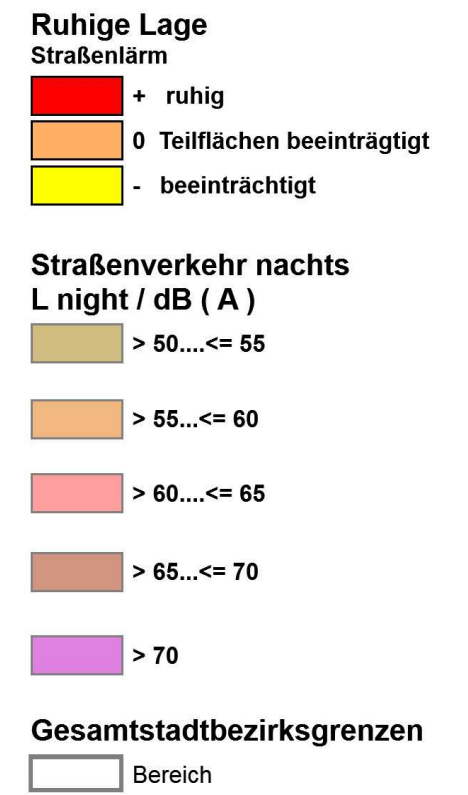 Ruhige Lage
Straßenlärm
+ ruhig
0 Teilflächen beeinträgtigt
- beeinträchtigt
Straßenverkehr nachts
L night / dB ( A )
> 50....<= 55
> 55...<= 60
> 60....<= 65
> 65...<= 70
> 70
Gesamtstadtbezirksgrenzen
Bereich